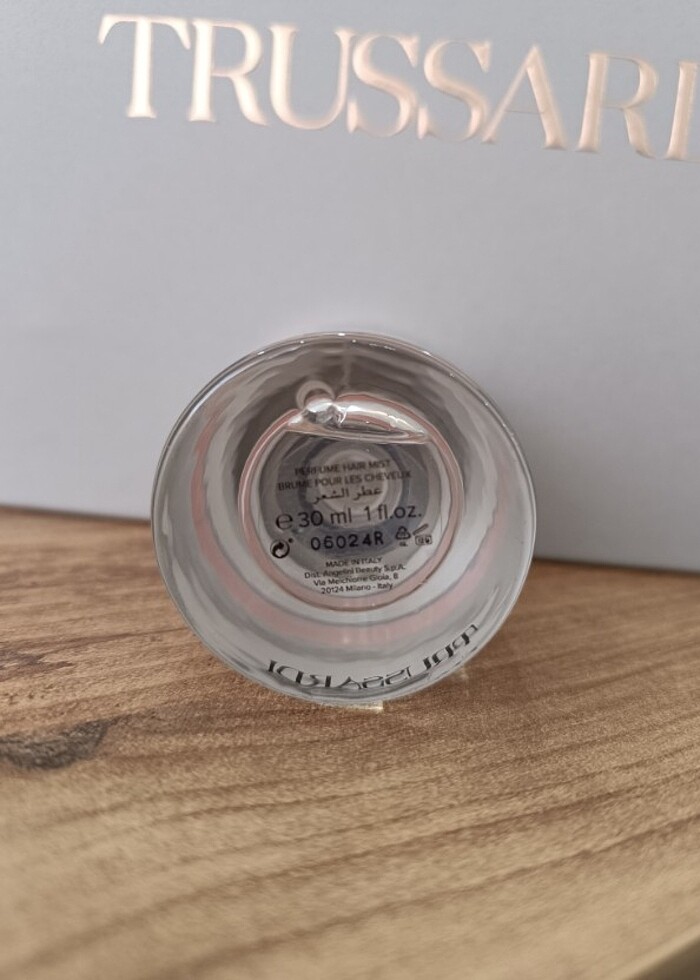 TRUSSARDI
PERFUME HAIR MIST
BRUME POUR LES CHEVEUX
عطر الشعر
e 30 ml 1 fl.oz.
06024R
MADE IN ITALY
Dist. Angelini Beauty S.p.A.
Via Melchiorre Gioia, 8
20124 Milano - Italy